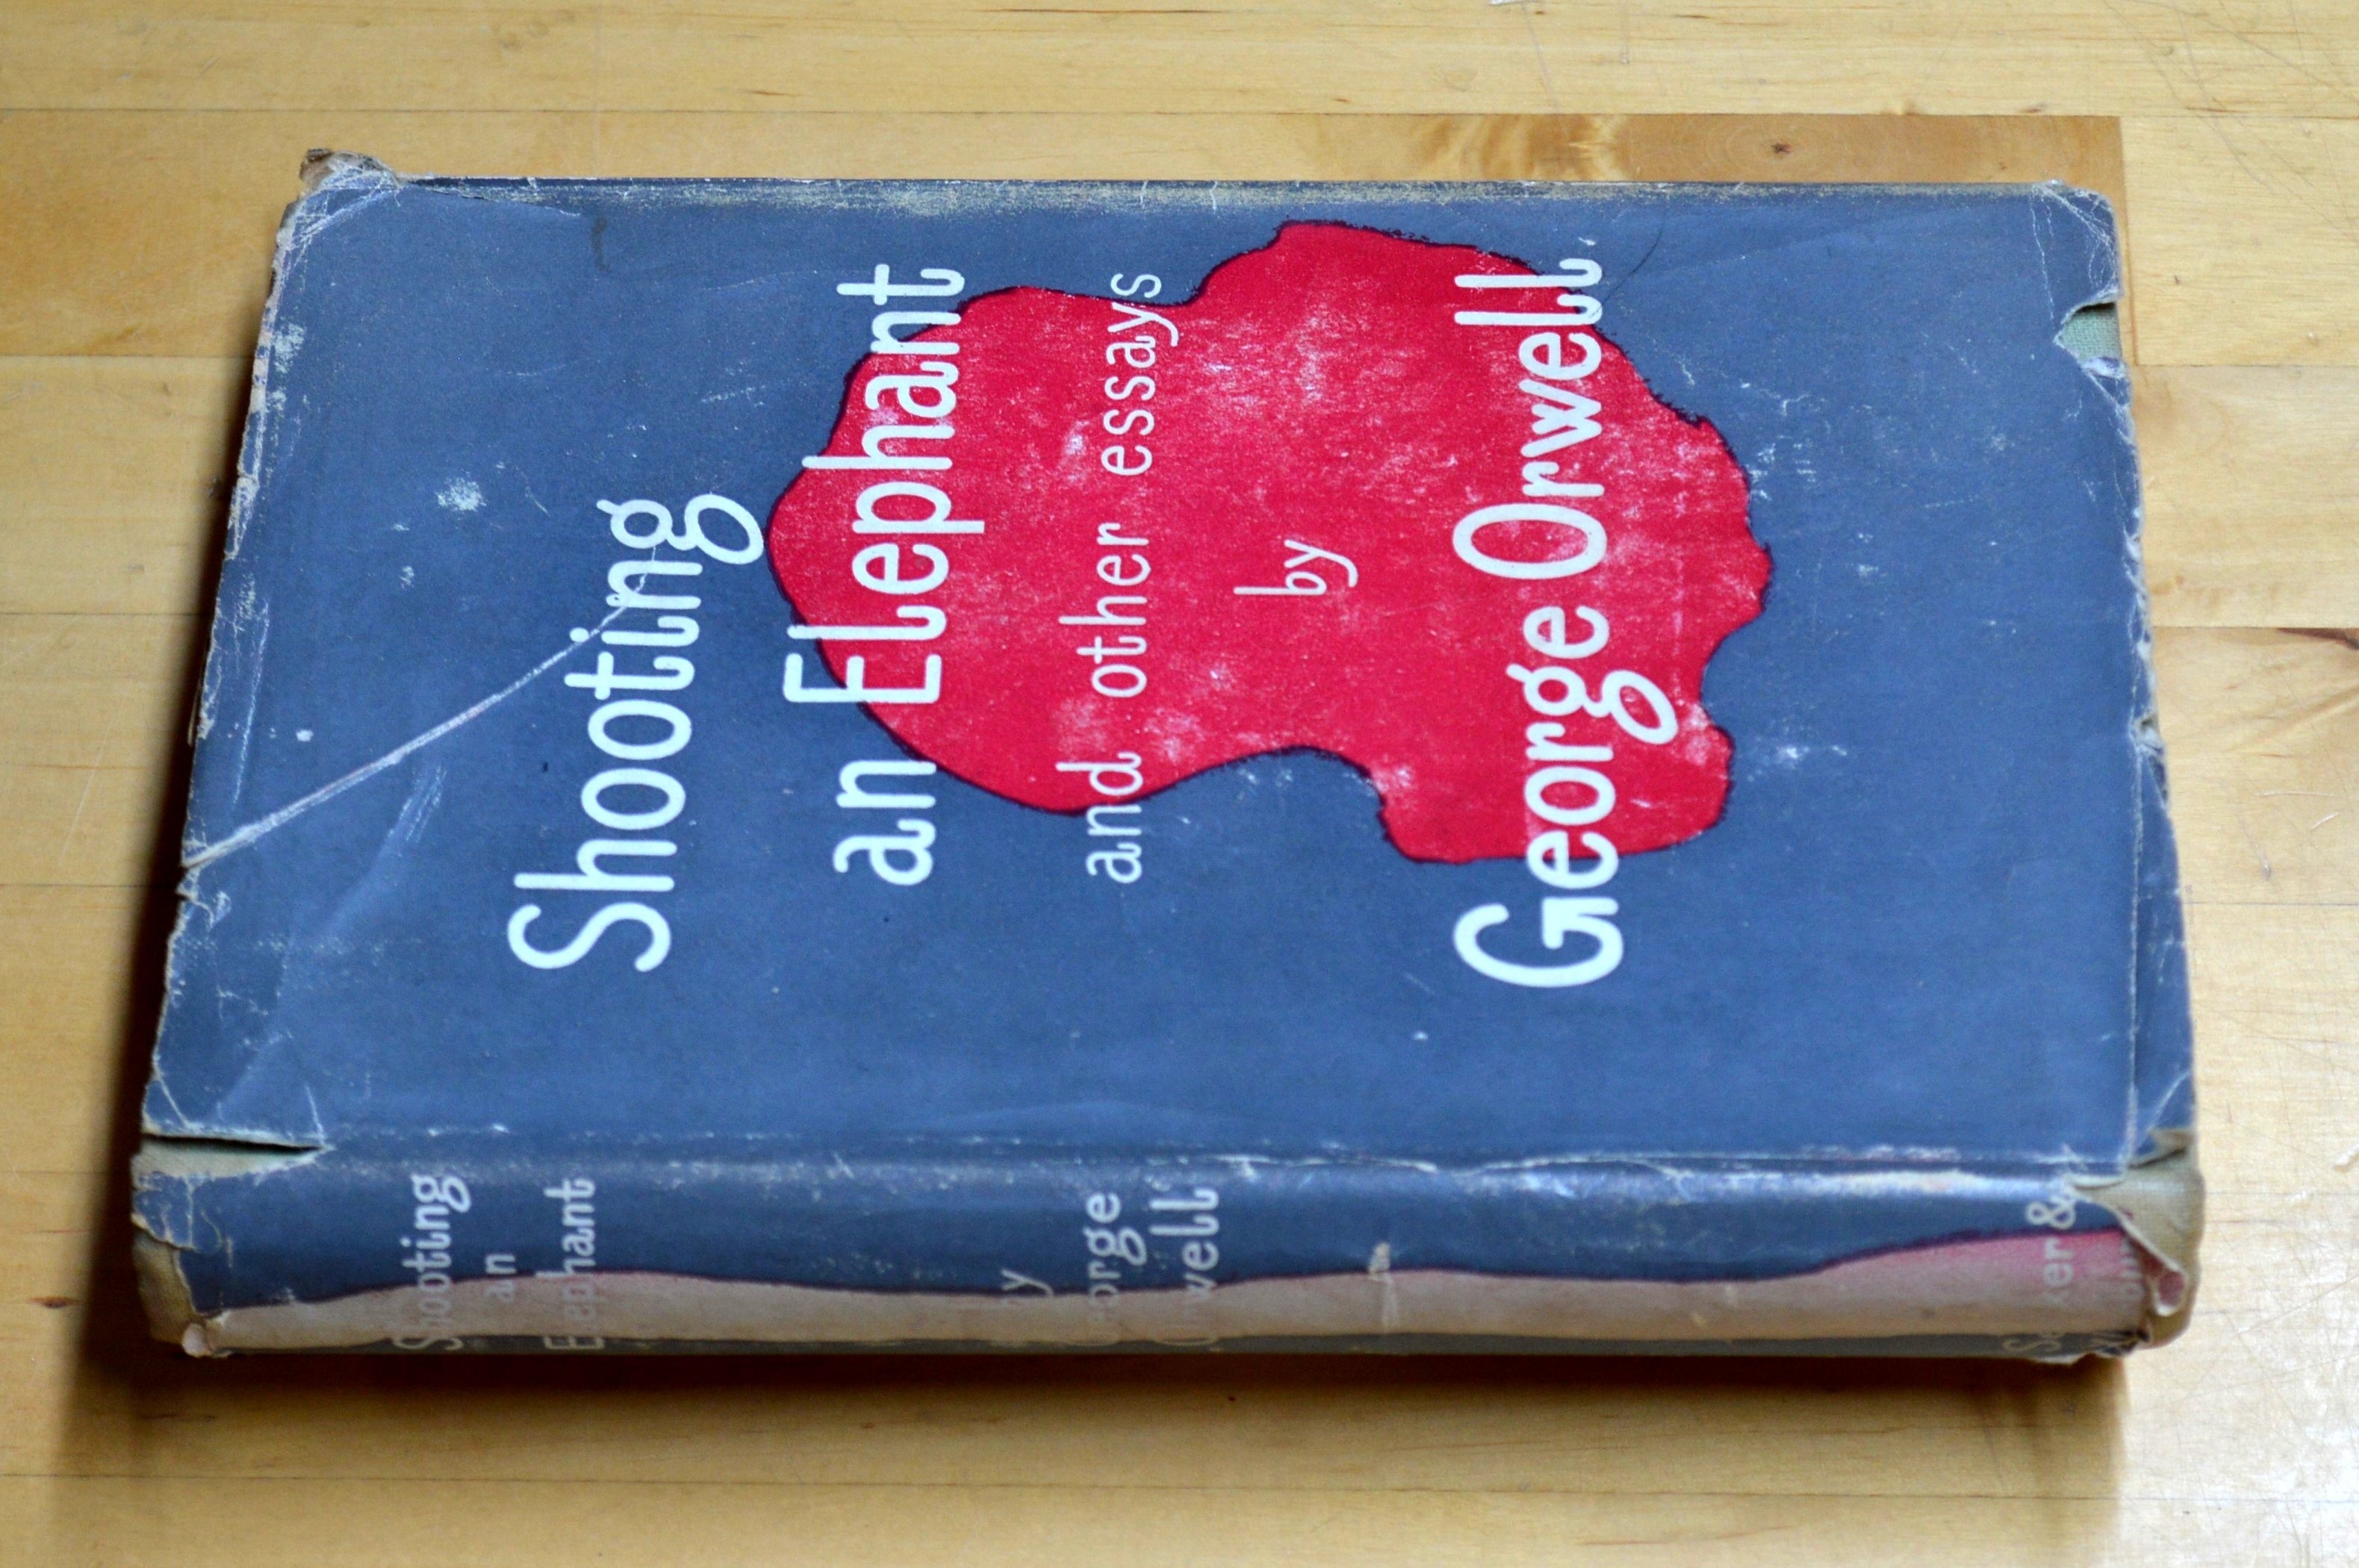 Shooting
an Elephant
and other essays
by
George Orwell
Shooting
an
Elephant
by
George
Orwell
&